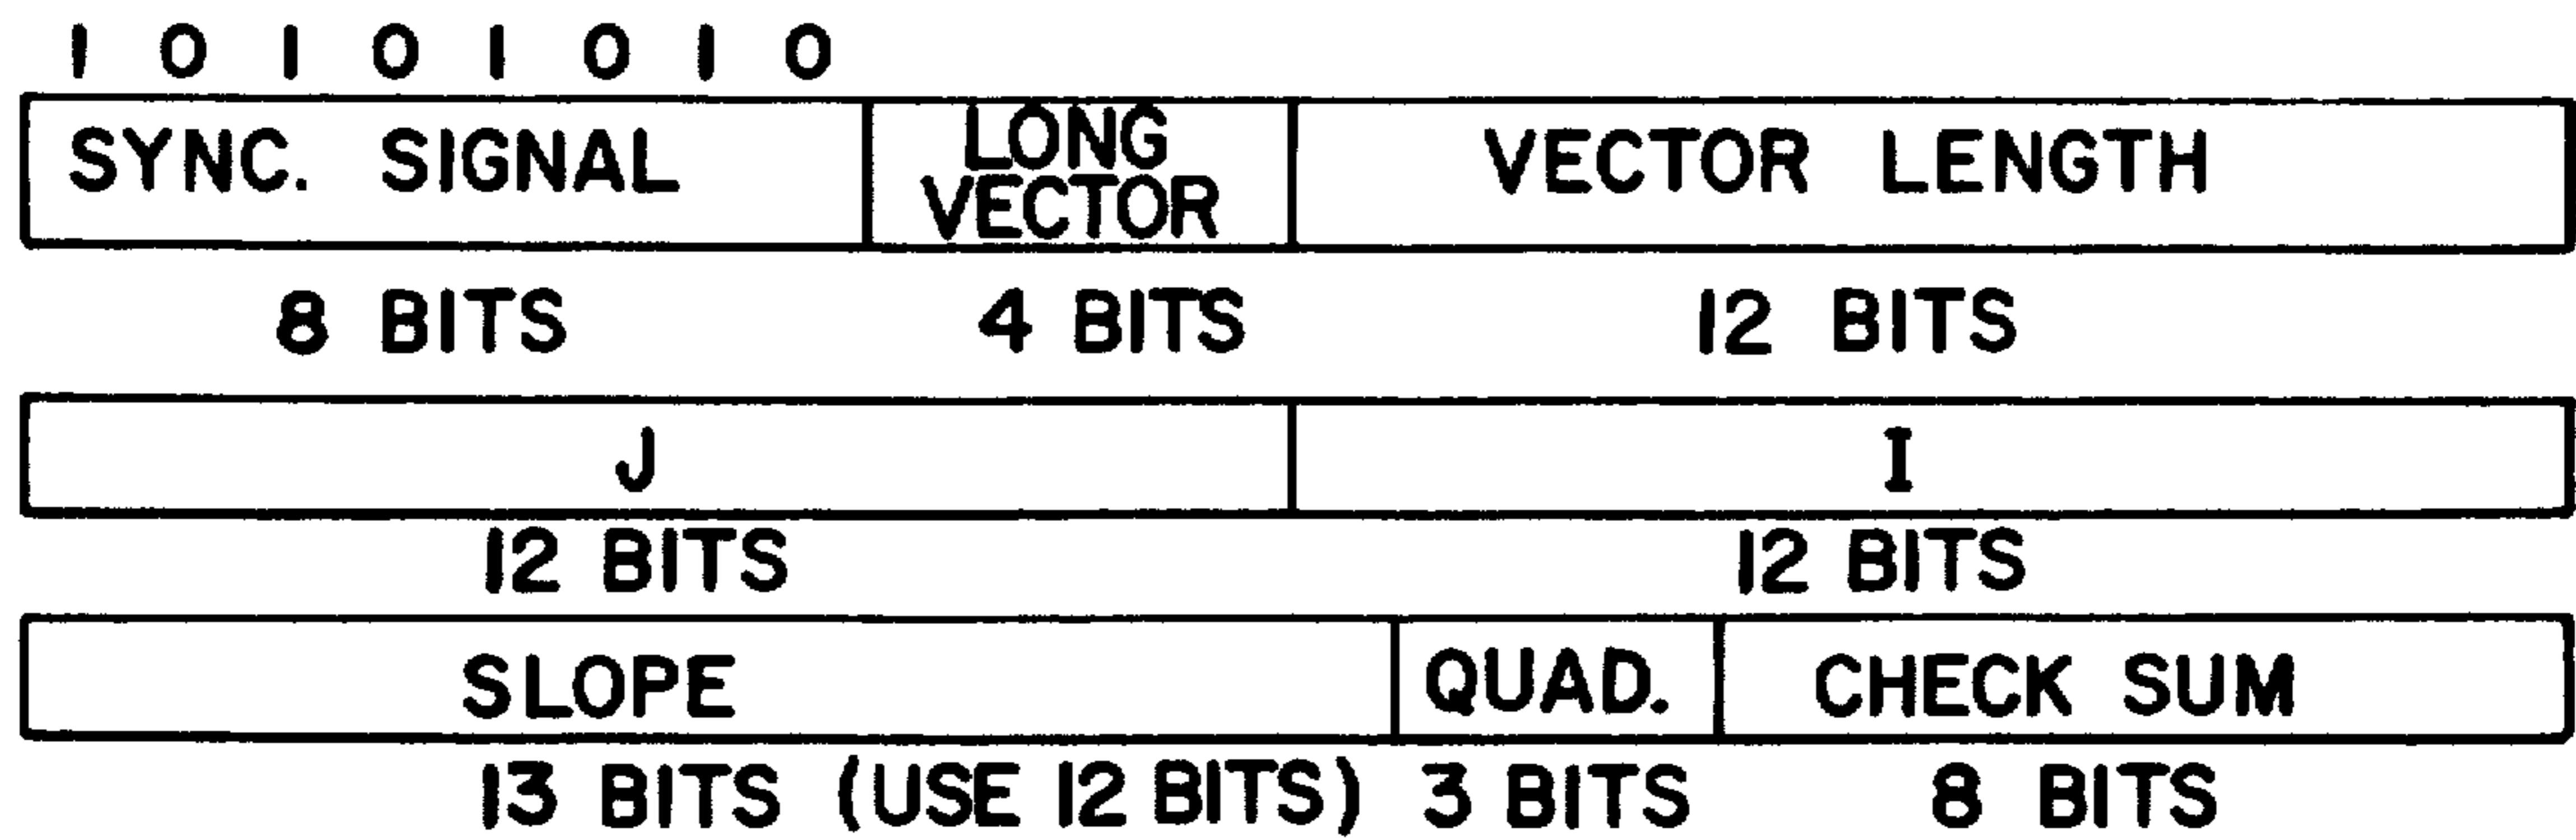 1 0 1 0 1 0 1 0
SYNC. SIGNAL
LONG
VECTOR
VECTOR LENGTH
8 BITS
4 BITS
12 BITS
J
I
12 BITS
12 BITS
SLOPE
QUAD.
CHECK SUM
13 BITS (USE 12 BITS)
3 BITS
8 BITS